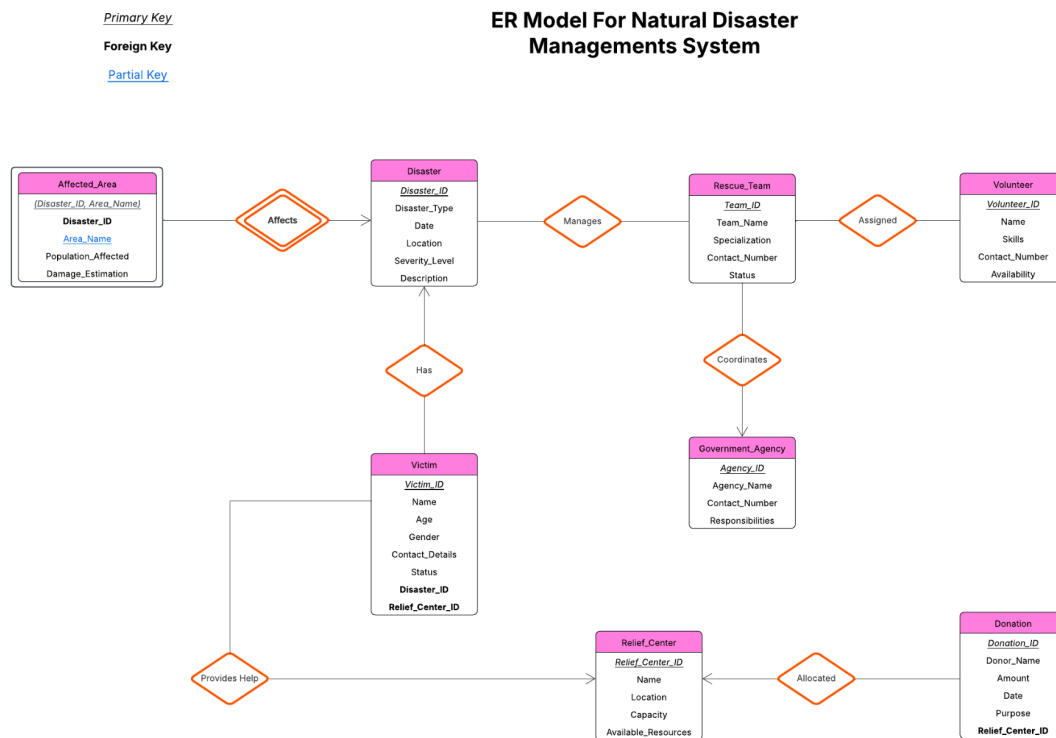 Primary Key
Foreign Key
Partial Key
ER Model For Natural Disaster
Managements System
Affected_Area
(Disaster_ID, Area_Name)
Disaster_ID
Area_Name
Population_Affected
Damage_Estimation
Affects
Disaster
Disaster_ID
Disaster_Type
Date
Location
Severity_Level
Description
Manages
Rescue_Team
Team_ID
Team_Name
Specialization
Contact_Number
Status
Assigned
Volunteer
Volunteer_ID
Name
Skills
Contact_Number
Availability
Has
Coordinates
Victim
Victim_ID
Name
Age
Gender
Contact_Details
Status
Disaster_ID
Relief_Center_ID
Government_Agency
Agency_ID
Agency_Name
Contact_Number
Responsibilities
Provides Help
Relief_Center
Relief_Center_ID
Name
Location
Capacity
Available_Resources
Allocated
Donation
Donation_ID
Donor_Name
Amount
Date
Purpose
Relief_Center_ID